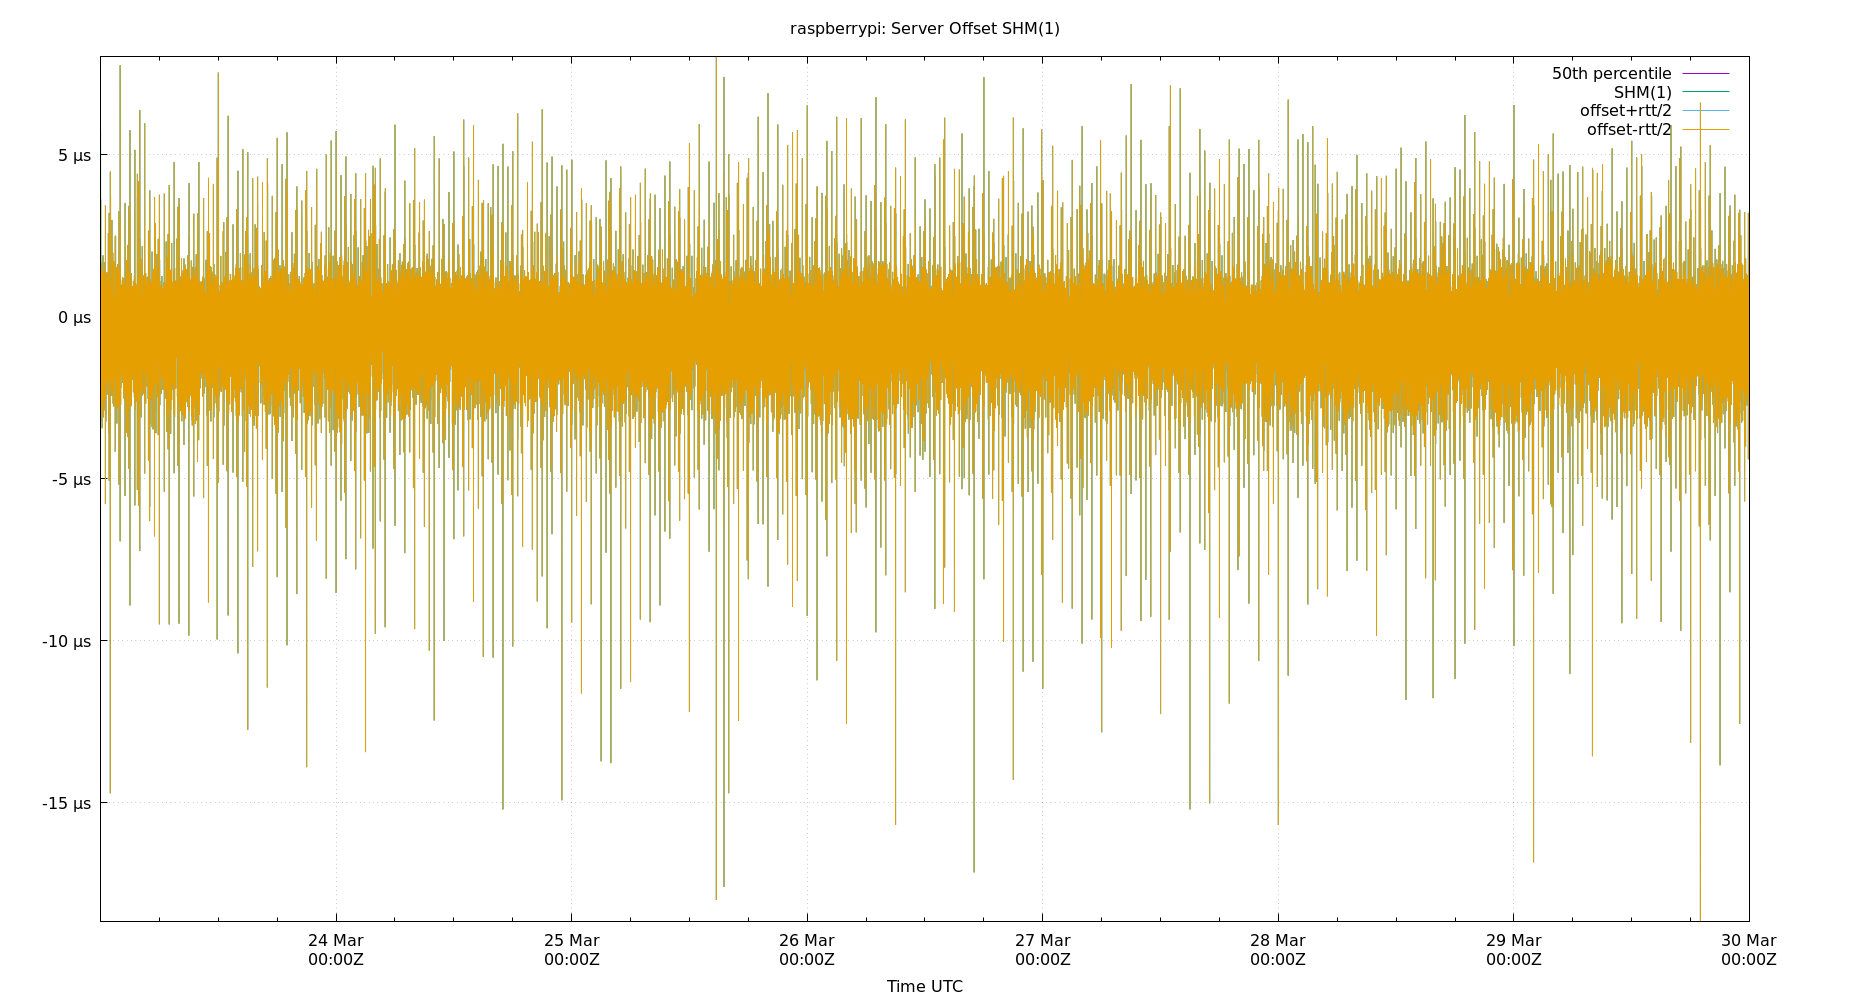 raspberrypi: Server Offset SHM(1)
50th percentile
SHM(1)
offset+rtt/2
offset-rtt/2
5 µs
0 µs
-5 µs
-10 µs
-15 µs
24 Mar 25 Mar 26 Mar 27 Mar 28 Mar 29 Mar 30 Mar
00:00Z 00:00Z 00:00Z 00:00Z 00:00Z 00:00Z 00:00Z
Time UTC